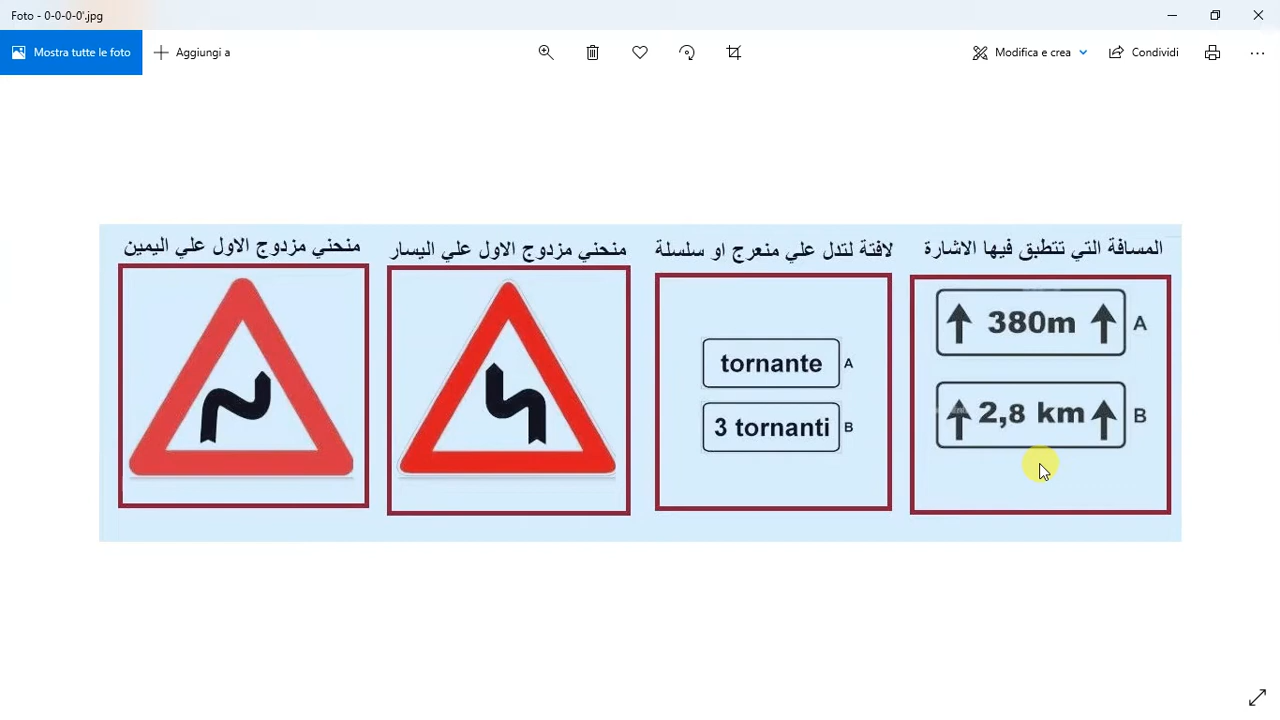 Foto - 0-0-0-0'.jpg
Mostra tutte le foto
Aggiungi a
Modifica e crea
Condividi
منحني مزدوج الاول علي اليمين
منحني مزدوج الاول علي اليسار
لافتة لتدل علي منعرج او سلسلة
المسافة التي تتطبق فيها الاشارة
tornante A
3 tornanti B
380m A
2,8 km B